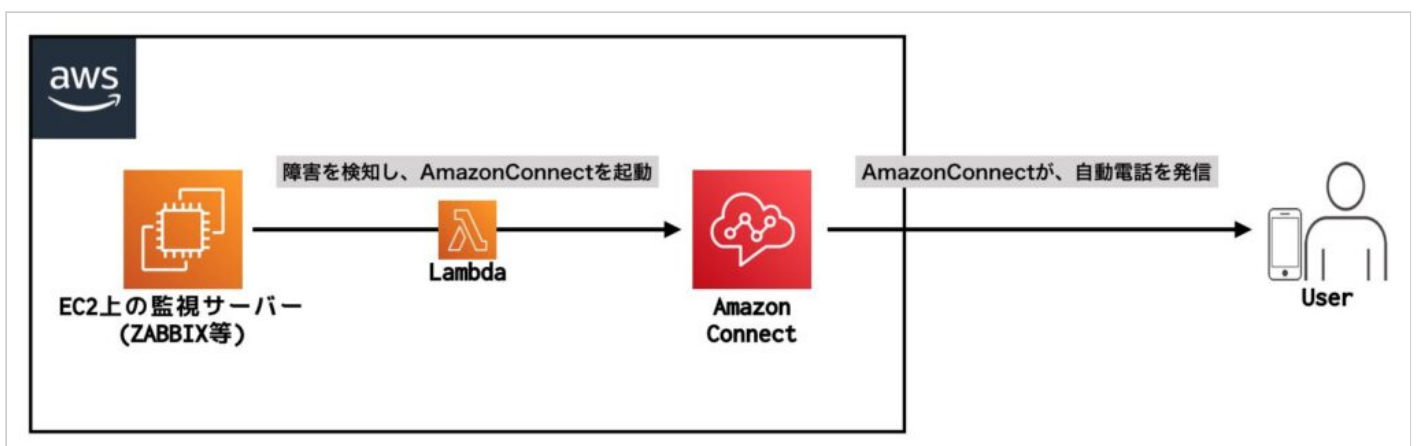 aws
障害を検知し、AmazonConnectを起動
AmazonConnectが、自動電話を発信
Lambda
EC2上の監視サーバー
(ZABBIX等)
Amazon
Connect
User